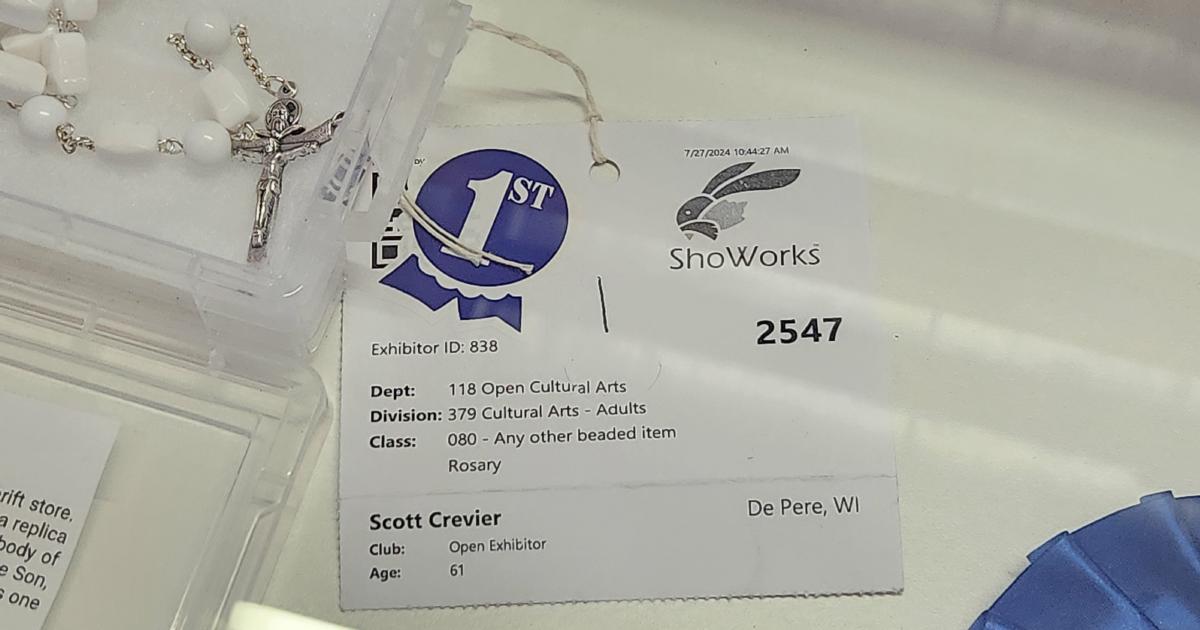 7/27/2024 10:44:27 AM
by
1ST
ShoWorks
2547
Exhibitor ID: 838
Dept: 118 Open Cultural Arts
Division: 379 Cultural Arts - Adults
Class: 080 - Any other beaded item
Rosary
Scott Crevier
De Pere, WI
Club: Open Exhibitor
Age: 61
store,
a replica
body of
Son,
one